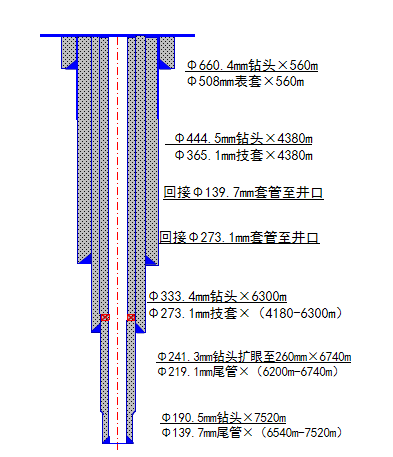 Φ660.4mm钻头×560m
Φ508mm表套×560m
Φ444.5mm钻头×4380m
Φ365.1mm技套×4380m
回接Φ139.7mm套管至井口
回接Φ273.1mm套管至井口
Φ333.4mm钻头×6300m
Φ273.1mm技套×（4180-6300m）
Φ241.3mm钻头扩眼至260mm×6740m
Φ219.1mm尾管×（6200m-6740m）
Φ190.5mm钻头×7520m
Φ139.7mm尾管×（6540m-7520m）